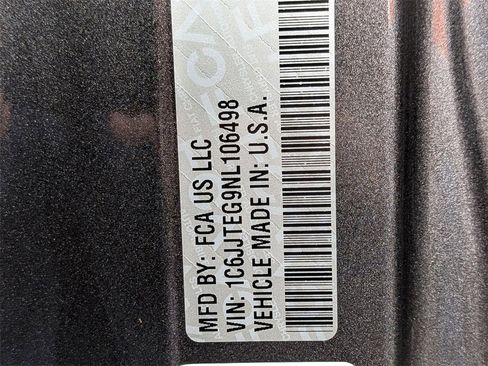 MFD BY: FCA US LLC
VIN: 1C6JJTEG9NL106498
VEHICLE MADE IN: U.S.A.